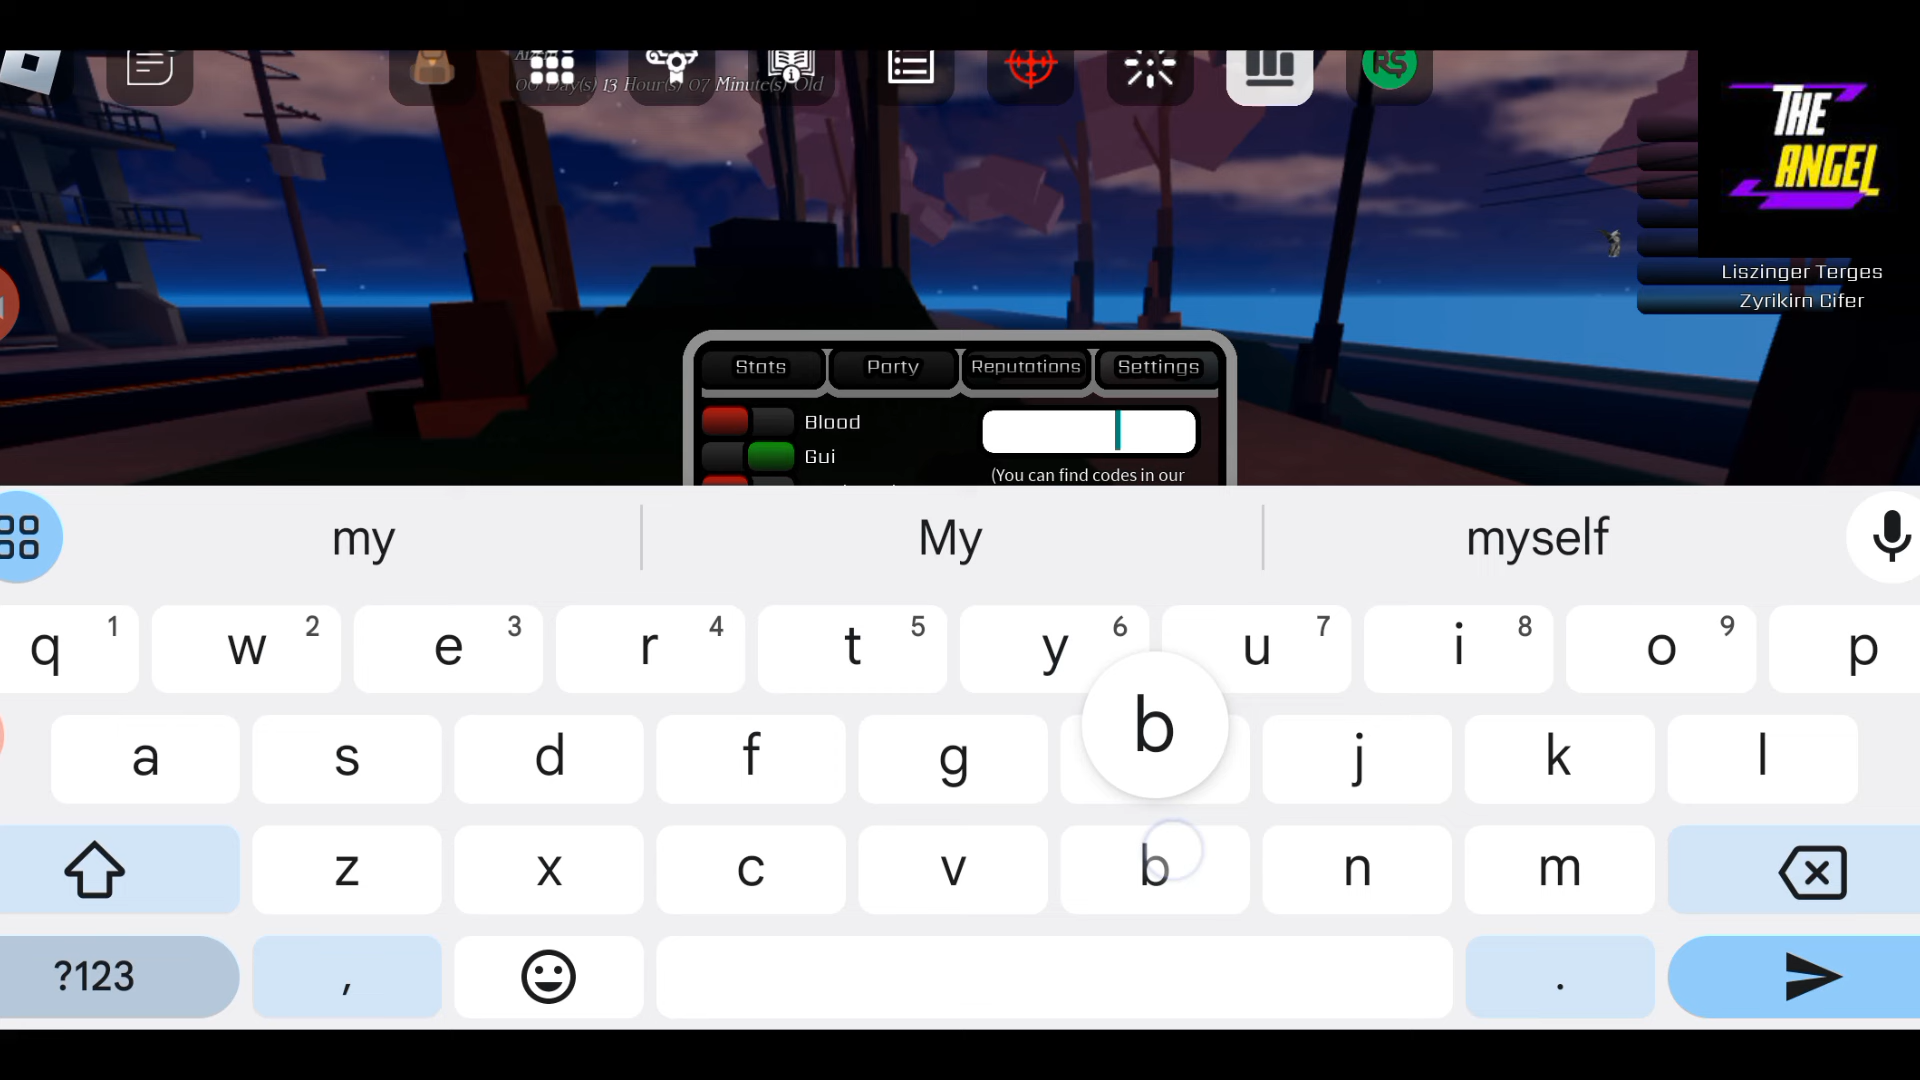 00 Day(s) 13 Hour(s) 07 Minute(s) Old
RS
THE
ANGEL
Liszinger Terges
Zyrikirn Cifer
Stats Party Reputations Settings
Blood
Gui
(You can find codes in our
my My myself
q 1 w 2 e 3 r 4 t 5 y 6 u 7 i 8 o 9 p
b
a s d f g j k l
z x c v b n m
?123 , .